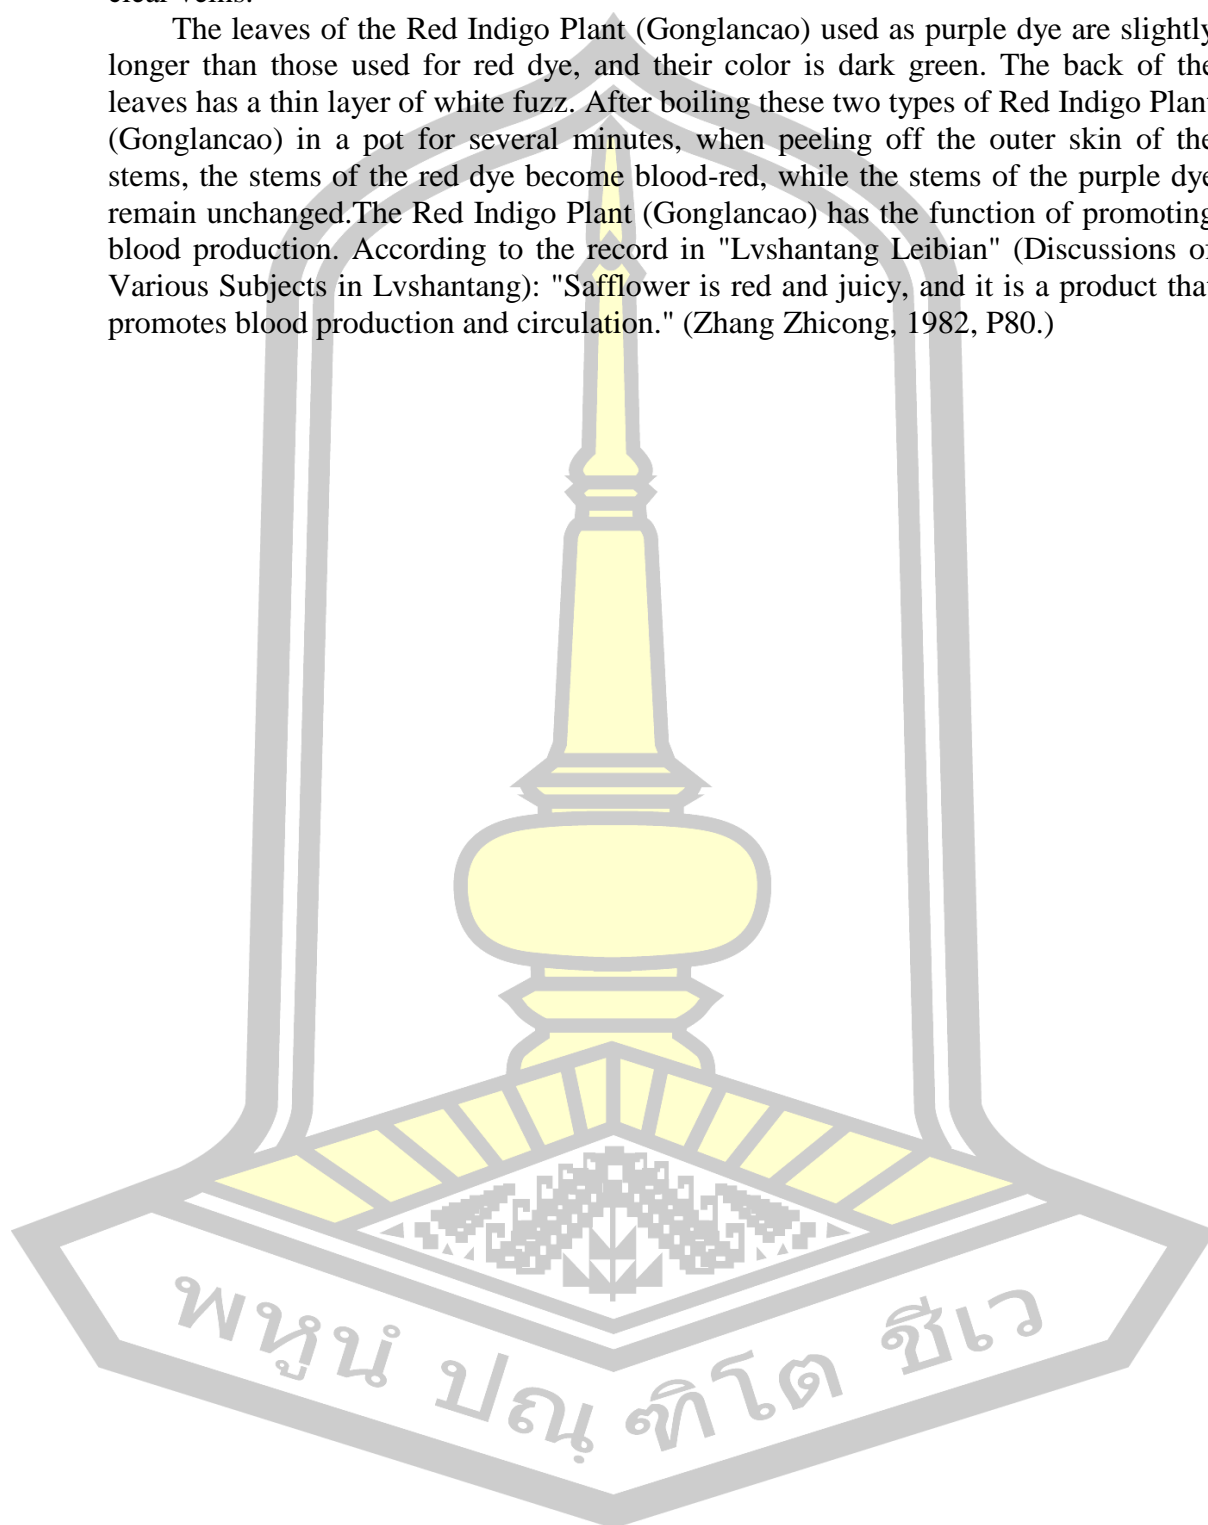 clear veins.
The leaves of the Red Indigo Plant (Gonglancao) used as purple dye are slightly
longer than those used for red dye, and their color is dark green. The back of the
leaves has a thin layer of white fuzz. After boiling these two types of Red Indigo Plant
(Gonglancao) in a pot for several minutes, when peeling off the outer skin of the
stems, the stems of the red dye become blood-red, while the stems of the purple dye
remain unchanged.The Red Indigo Plant (Gonglancao) has the function of promoting
blood production. According to the record in "Lvshantang Leibian" (Discussions of
Various Subjects in Lvshantang): "Safflower is red and juicy, and it is a product that
promotes blood production and circulation." (Zhang Zhicong, 1982, P80.)
พหูนํ ปณฺฑิโต ชีเว